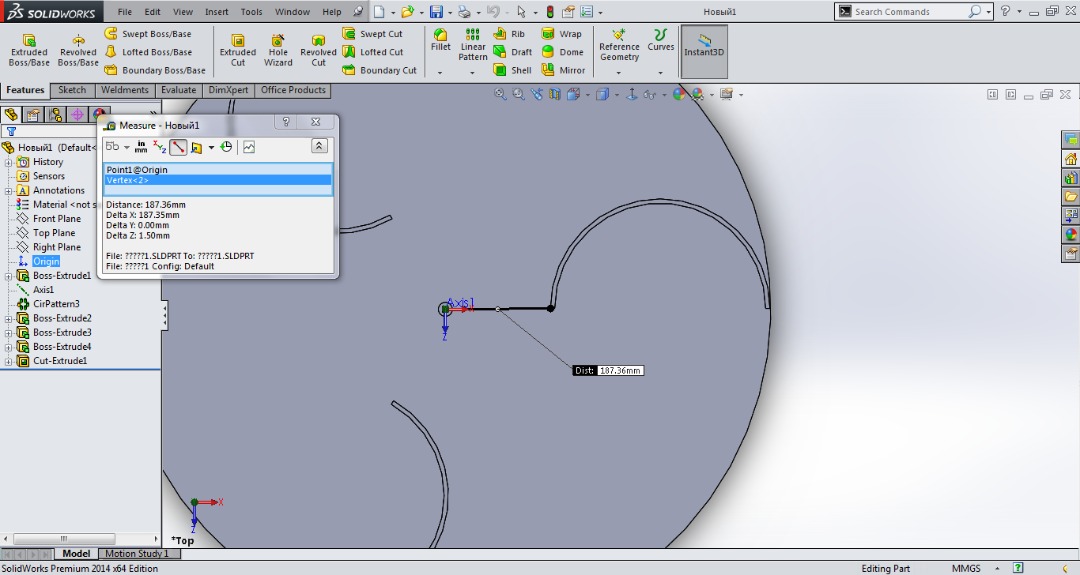 SOLIDWORKS File Edit View Insert Tools Window Help Новый1 Search Commands
Extruded Boss/Base
Revolved Boss/Base
Swept Boss/Base
Lofted Boss/Base
Boundary Boss/Base
Extruded Cut
Hole Wizard
Revolved Cut
Swept Cut
Lofted Cut
Boundary Cut
Fillet
Linear Pattern
Rib
Draft
Shell
Wrap
Dome
Mirror
Reference Geometry
Curves
Instant3D
Features Sketch Weldments Evaluate DimXpert Office Products
Новый1 (Default<
History
Sensors
Annotations
Material <not s
Front Plane
Top Plane
Right Plane
Origin
Boss-Extrude1
Axis1
CirPattern3
Boss-Extrude2
Boss-Extrude3
Boss-Extrude4
Cut-Extrude1
Measure - Новый1
in
mm
Point1@Origin
Vertex<2>
Distance: 187.36mm
Delta X: 187.35mm
Delta Y: 0.00mm
Delta Z: 1.50mm
File: ?????1.SLDPRT To: ?????1.SLDPRT
File: ?????1 Config: Default
Axis1
Z
Dist: 187.36mm
X
Z
*Top
Model Motion Study 1
SolidWorks Premium 2014 x64 Edition Editing Part MMGS